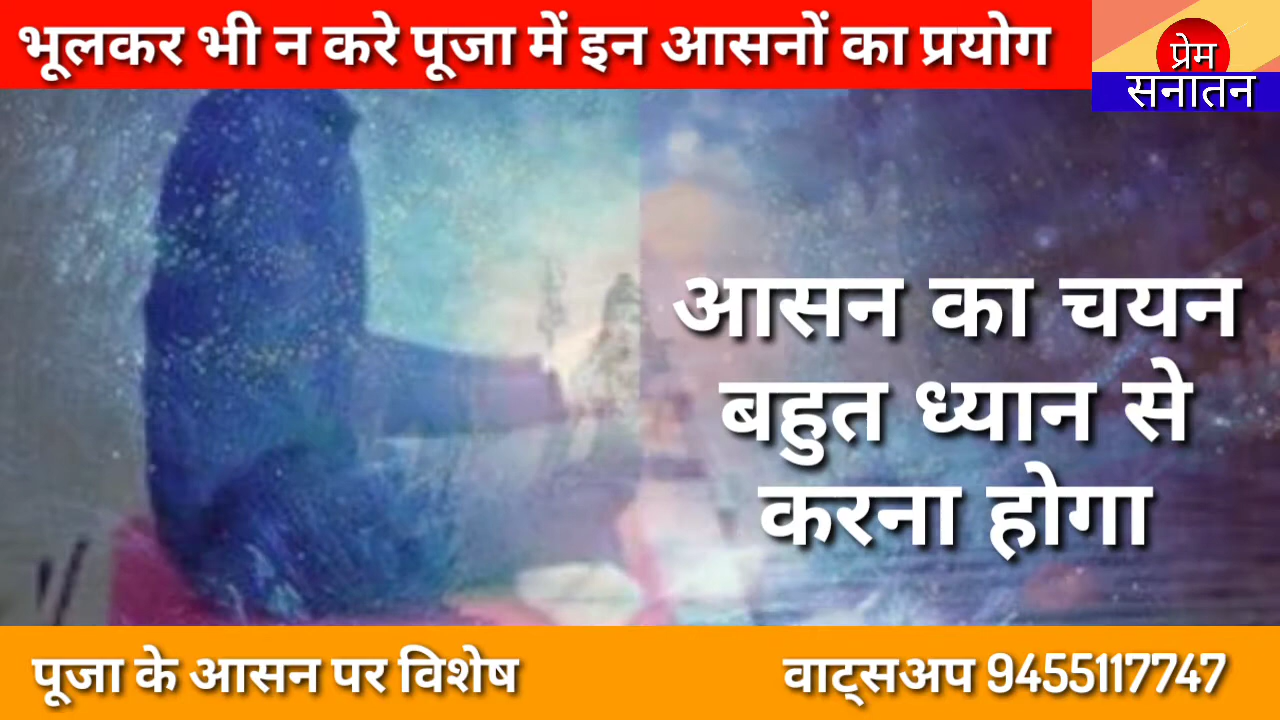 भूलकर भी न करे पूजा में इन आसनों का प्रयोग
प्रेम
सनातन
आसन का चयन
बहुत ध्यान से
करना होगा
पूजा के आसन पर विशेष
वाट्सअप 9455117747